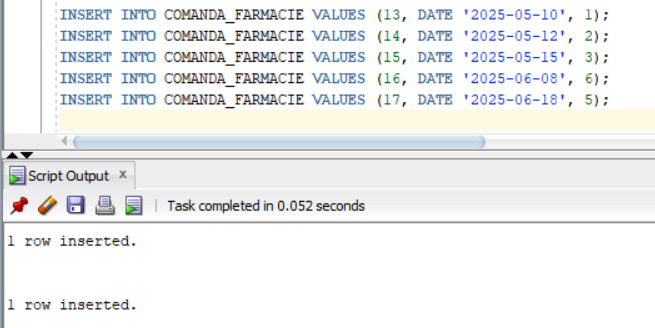 INSERT INTO COMANDA_FARMACIE VALUES (13, DATE '2025-05-10', 1);
INSERT INTO COMANDA_FARMACIE VALUES (14, DATE '2025-05-12', 2);
INSERT INTO COMANDA_FARMACIE VALUES (15, DATE '2025-05-15', 3);
INSERT INTO COMANDA_FARMACIE VALUES (16, DATE '2025-06-08', 6);
INSERT INTO COMANDA_FARMACIE VALUES (17, DATE '2025-06-18', 5);
Script Output x
Task completed in 0.052 seconds
1 row inserted.
1 row inserted.